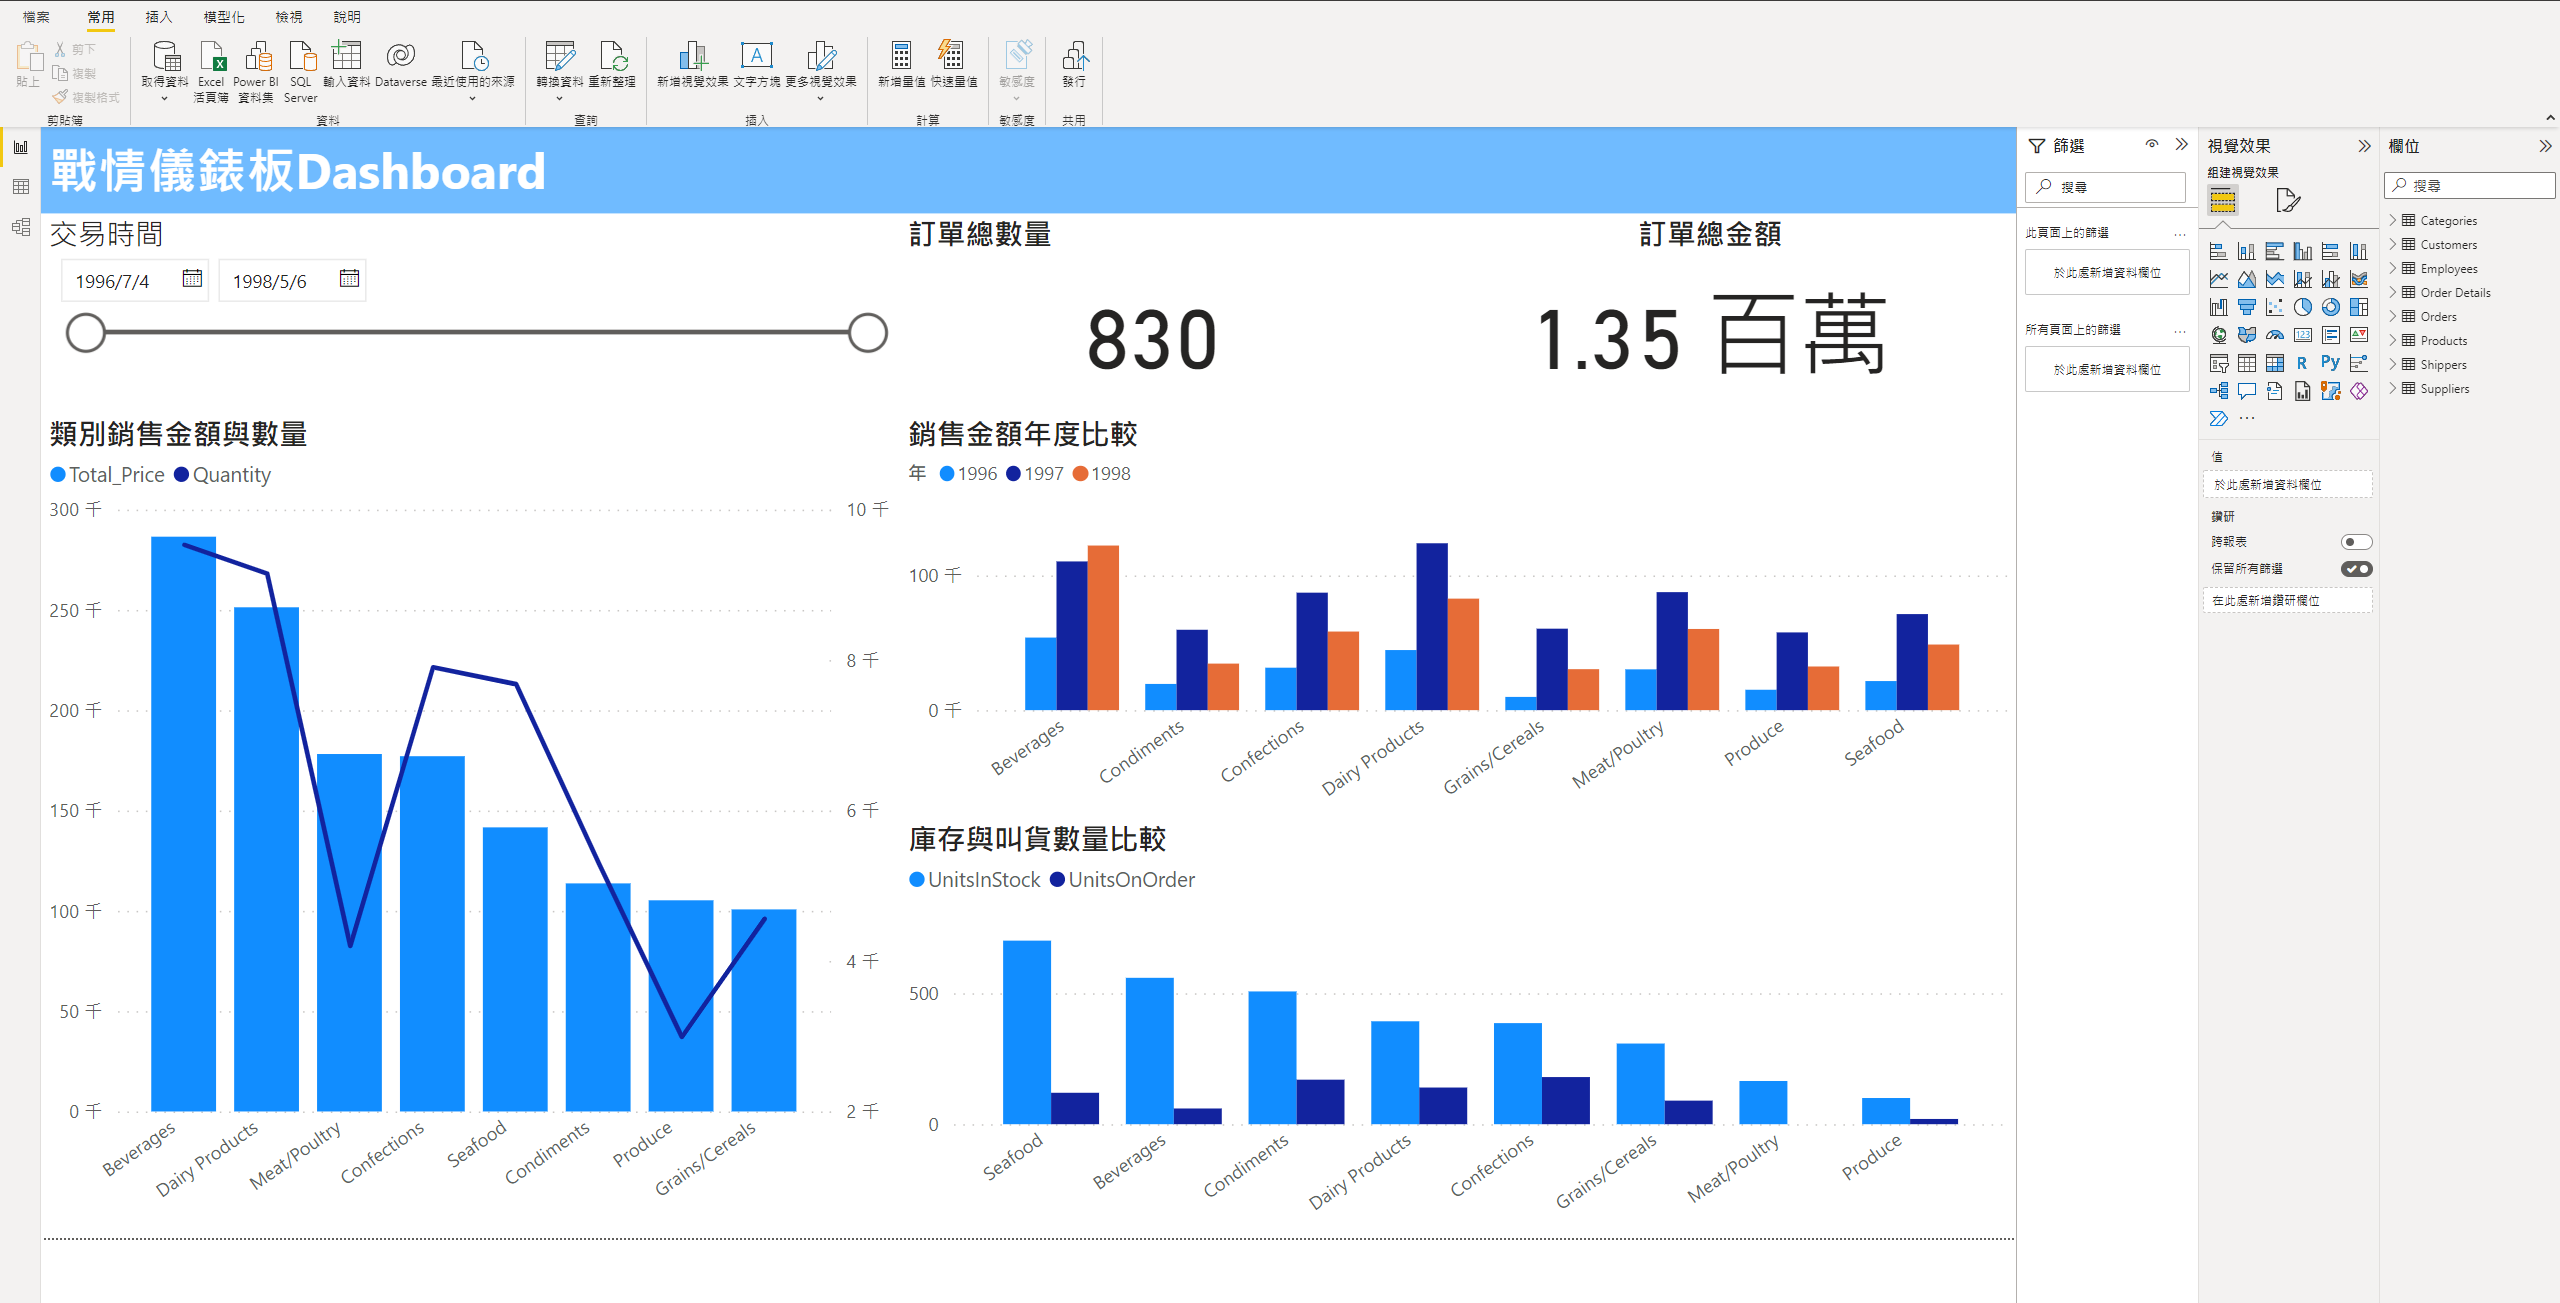 檔案 常用 插入 模型化 檢視 說明
貼上 剪下 複製 複製格式
剪貼簿
取得資料 Excel 活頁簿 Power BI 資料集 SQL Server 輸入資料 Dataverse 最近使用的來源
資料
轉換資料 重新整理
查詢
新增視覺效果 文字方塊 更多視覺效果
插入
新增量值 快速量值
計算
敏感度
敏感度
發行
共用
戰情儀錶板Dashboard
交易時間
1996/7/4 1998/5/6
訂單總數量
830
訂單總金額
1.35 百萬
類別銷售金額與數量
Total_Price Quantity
300 千
250 千
200 千
150 千
100 千
50 千
0 千
10 千
8 千
6 千
4 千
2 千
Beverages Dairy Products Meat/Poultry Confections Seafood Condiments Produce Grains/Cereals
銷售金額年度比較
年 1996 1997 1998
100 千
0 千
Beverages Condiments Confections Dairy Products Grains/Cereals Meat/Poultry Produce Seafood
庫存與叫貨數量比較
UnitsInStock UnitsOnOrder
500
0
Seafood Beverages Condiments Dairy Products Confections Grains/Cereals Meat/Poultry Produce
篩選
搜尋
此頁面上的篩選 ...
於此處新增資料欄位
所有頁面上的篩選 ...
於此處新增資料欄位
視覺效果
組建視覺效果
123
R Py
...
值
於此處新增資料欄位
鑽研
跨報表
保留所有篩選
在此處新增鑽研欄位
欄位
搜尋
Categories
Customers
Employees
Order Details
Orders
Products
Shippers
Suppliers